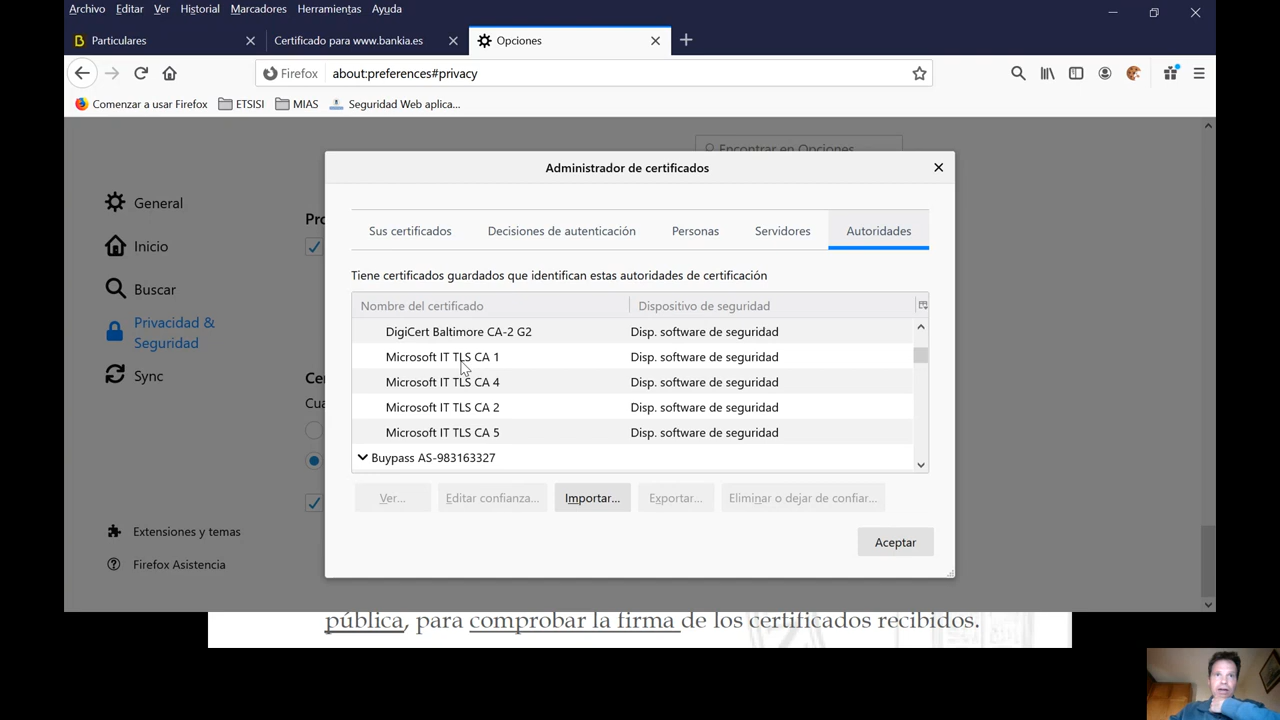 Archivo Editar Ver Historial Marcadores Herramientas Ayuda
Particulares Certificado para www.bankia.es Opciones
Firefox about:preferences#privacy
Comenzar a usar Firefox ETSISI MIAS Seguridad Web aplica...
Encontrar en Opciones
Administrador de certificados
General
Inicio
Buscar
Privacidad &
Seguridad
Sync
Extensiones y temas
Firefox Asistencia
Pro
Cer
Cua
Sus certificados Decisiones de autenticación Personas Servidores Autoridades
Tiene certificados guardados que identifican estas autoridades de certificación
Nombre del certificado Dispositivo de seguridad
DigiCert Baltimore CA-2 G2 Disp. software de seguridad
Microsoft IT TLS CA 1 Disp. software de seguridad
Microsoft IT TLS CA 4 Disp. software de seguridad
Microsoft IT TLS CA 2 Disp. software de seguridad
Microsoft IT TLS CA 5 Disp. software de seguridad
Buypass AS-983163327
Ver... Editar confianza... Importar... Exportar... Eliminar o dejar de confiar...
Aceptar
pública, para comprobar la firma de los certificados recibidos.